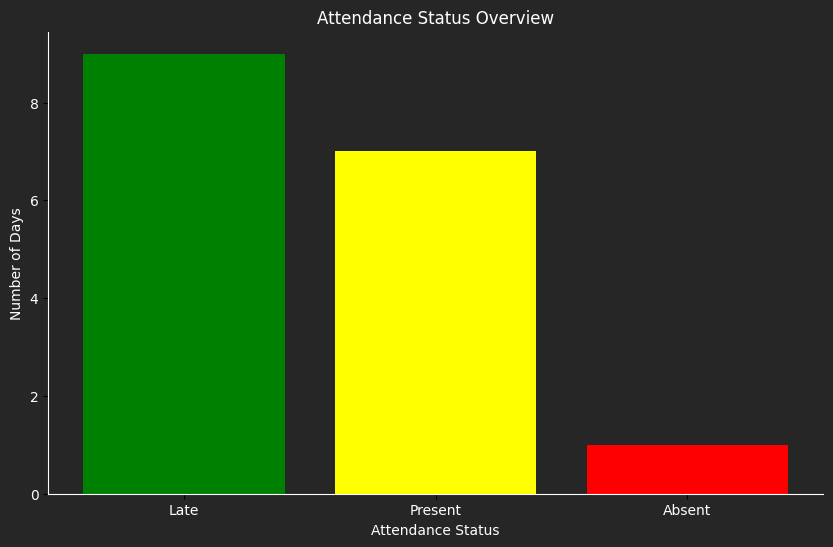 Attendance Status Overview
Number of Days
8
6
4
2
0
Late Present Absent
Attendance Status